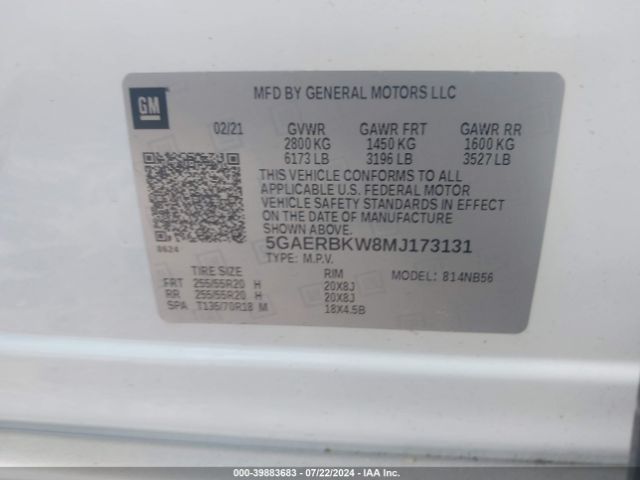 GM
MFD BY GENERAL MOTORS LLC
02/21 GVWR GAWR FRT GAWR RR
2800 KG 1450 KG 1600 KG
6173 LB 3196 LB 3527 LB
THIS VEHICLE CONFORMS TO ALL
APPLICABLE U.S. FEDERAL MOTOR
VEHICLE SAFETY STANDARDS IN EFFECT
ON THE DATE OF MANUFACTURE
SHOWN ABOVE.
8624
5GAERBKW8MJ173131
TYPE: M.P.V.
TIRE SIZE RIM MODEL: 814NB56
FRT 255/55R20 H 20X8J
RR 255/55R20 H 20X8J
SPA T135/70R18 M 18X4.5B
000-39883683 - 07/22/2024 - IAAI.com